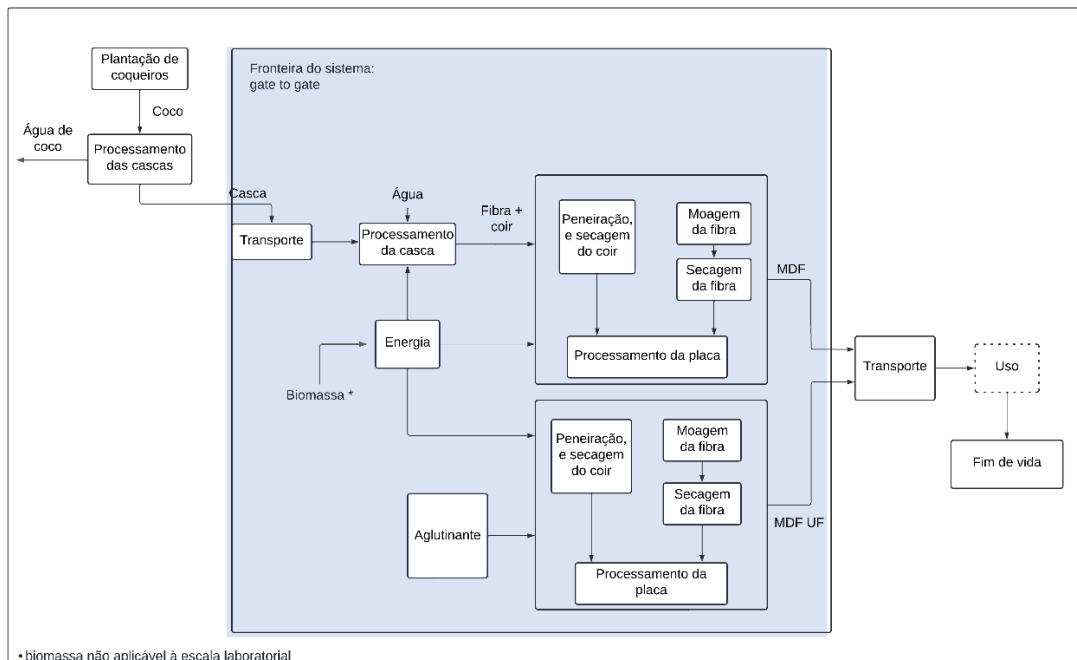 Plantação de
coqueiros
Fronteira do sistema:
gate to gate
Coco
Água de
coco
Processamento
das cascas
Casca
Água
Transporte
Processamento
da casca
Fibra +
coir
Peneiração,
e secagem
do coir
Moagem
da fibra
Secagem
da fibra
Processamento da placa
MDF
Energia
Biomassa *
Transporte
Uso
Fim de vida
Aglutinante
Peneiração,
e secagem
do coir
Moagem
da fibra
Secagem
da fibra
Processamento da
placa
MDF UF
• biomassa não aplicável à escala laboratorial